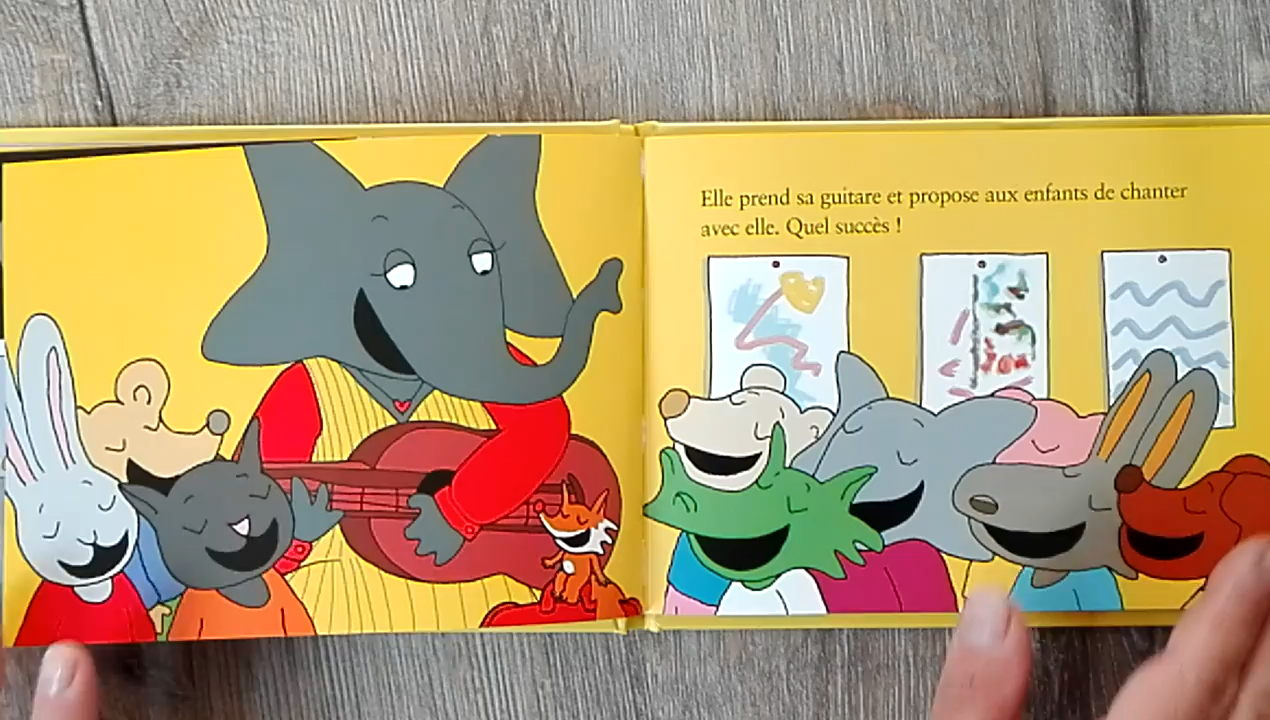 Elle prend sa guitare et propose aux enfants de chanter
avec elle. Quel succès !